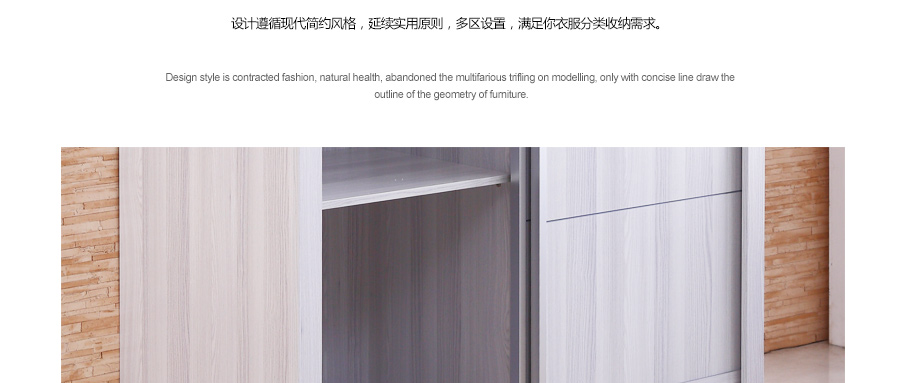 设计遵循现代简约风格，延续实用原则，多区设置，满足你衣服分类收纳需求。
Design style is contracted fashion, natural health, abandoned the multifarious trifling on modelling, only with concise line draw the
outline of the geometry of furniture.